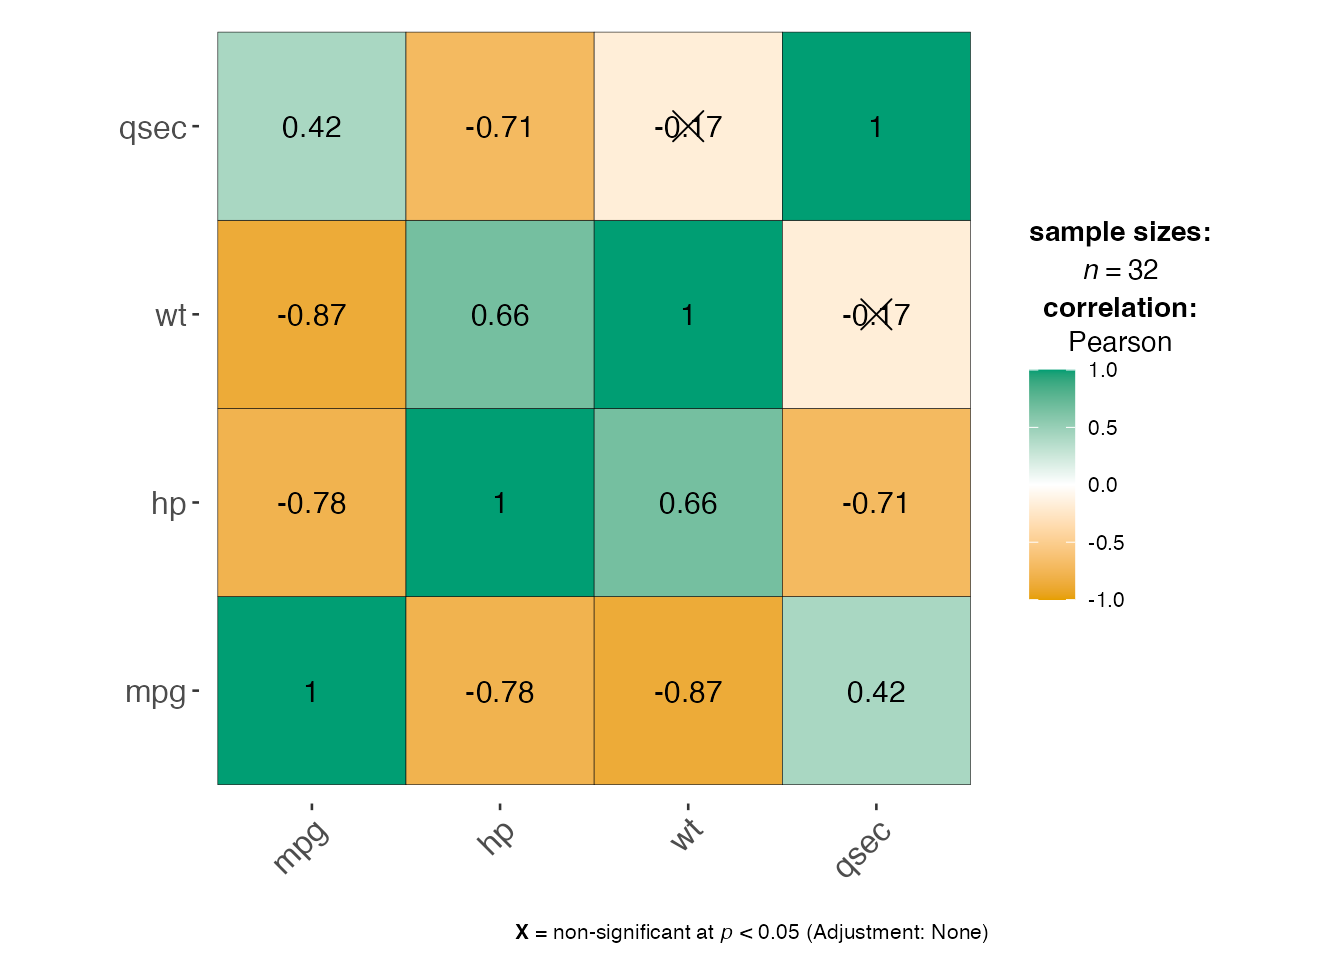 qsec 0.42 -0.71 -0.17 1
wt -0.87 0.66 1 -0.17
hp -0.78 1 0.66 -0.71
mpg 1 -0.78 -0.87 0.42
mpg hp wt qsec
sample sizes:
n = 32
correlation:
Pearson
1.0
0.5
0.0
-0.5
-1.0
X = non-significant at p < 0.05 (Adjustment: None)